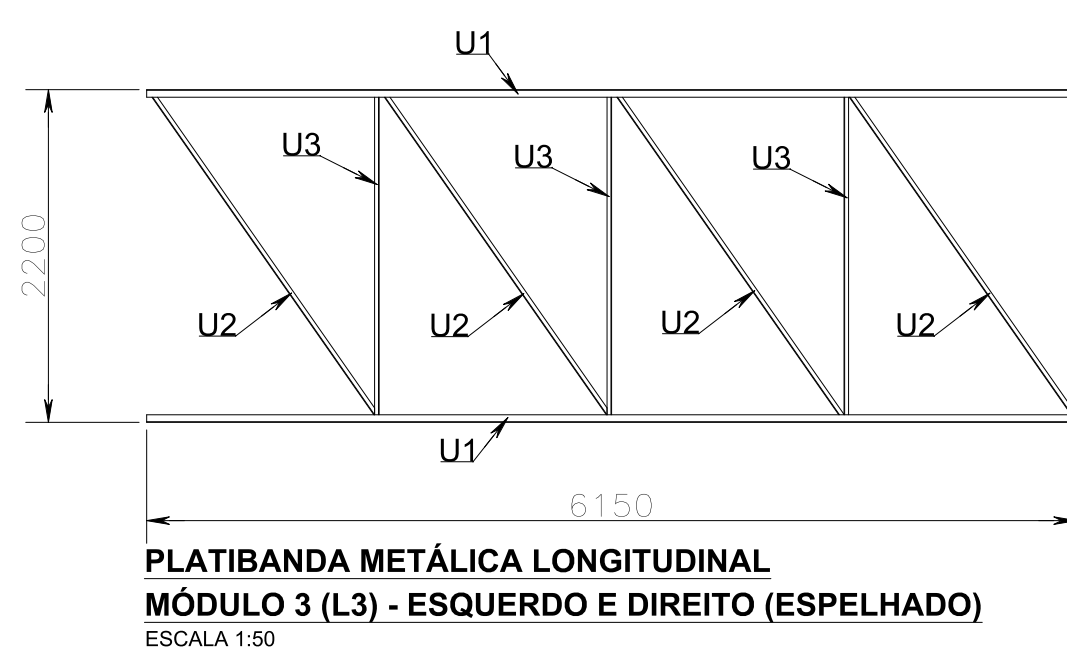 U1
U3
U3
U3
2200
U2
U2
U2
U2
U1
6150
PLATIBANDA METÁLICA LONGITUDINAL
MÓDULO 3 (L3) - ESQUERDO E DIREITO (ESPELHADO)
ESCALA 1:50